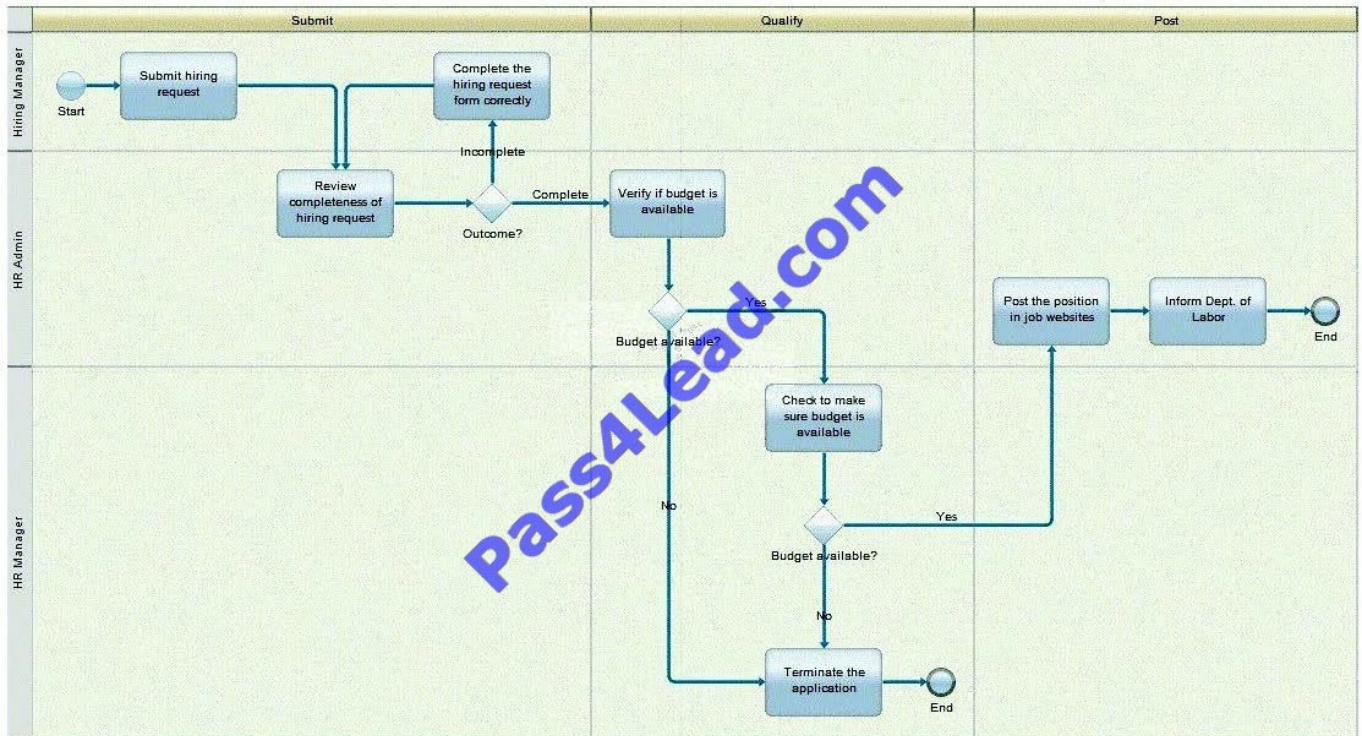 Submit
Qualify
Post
Hiring Manager
HR Admin
HR Manager
Start
Submit hiring
request
Complete the
hiring request
form correctly
Incomplete
Review
completeness of
hiring request
Outcome?
Complete
Verify if budget is
available
Budget available?
Yes
No
Check to make
sure budget is
available
Budget available?
Yes
No
Terminate the
application
End
Post the position
in job websites
Inform Dept. of
Labor
End
Pass4Lead.com